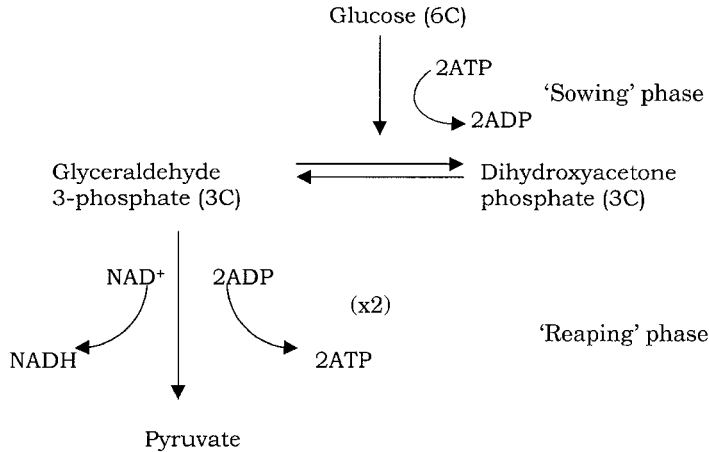 Glucose (6C)
2ATP
'Sowing' phase
2ADP
Glyceraldehyde
3-phosphate (3C)
Dihydroxyacetone
phosphate (3C)
NAD⁺
2ADP
(x2)
'Reaping' phase
NADH
2ATP
Pyruvate